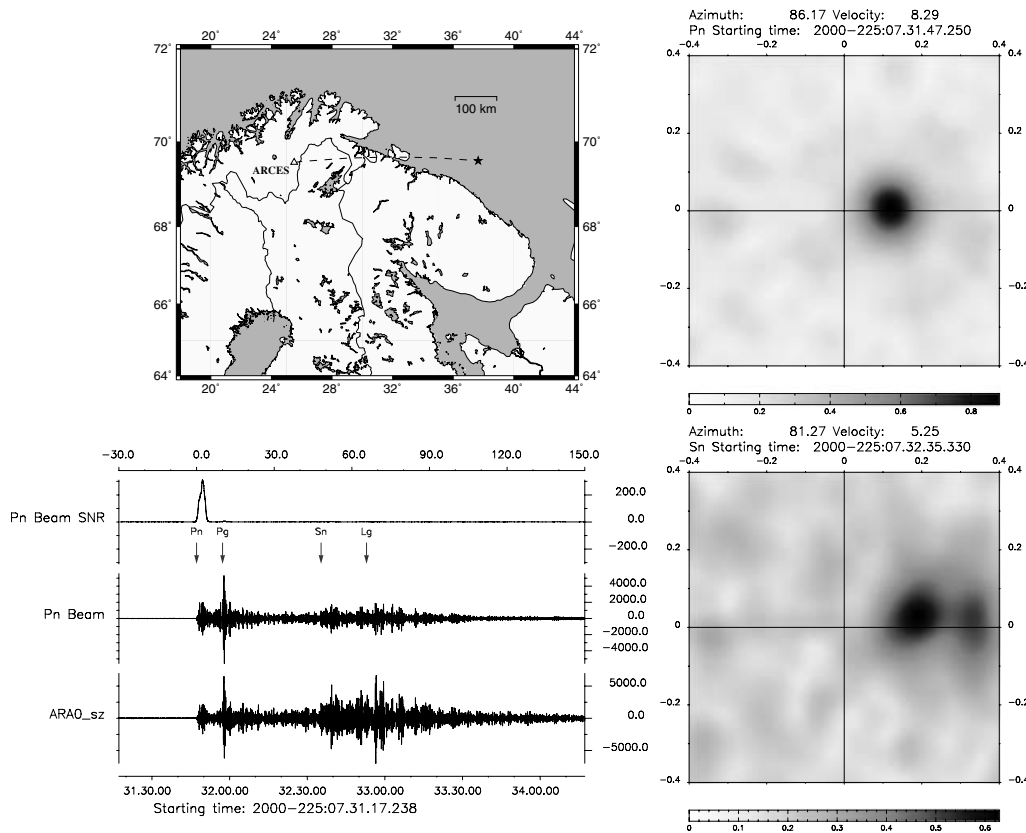 20° 24° 28° 32° 36° 40° 44°
72° 72°
100 km
70° 70°
ARCES
68° 68°
66° 66°
64° 64°
20° 24° 28° 32° 36° 40° 44°
Azimuth: 86.17 Velocity: 8.29
Pn Starting time: 2000-225:07.31.47.250
-0.4 -0.2 0 0.2 0.4
0.4
0.2 0.2
0 0
-0.2 -0.2
-0.4 -0.4
0 0.2 0.4 0.6 0.8
-30.0 0.0 30.0 60.0 90.0 120.0 150.0
Pn Beam SNR
200.0
0.0
-200.0
Pn Pg Sn Lg
Pn Beam
4000.0
2000.0
0.0
-2000.0
-4000.0
ARA0_sz
5000.0
0.0
-5000.0
31.30.00 32.00.00 32.30.00 33.00.00 33.30.00 34.00.00
Starting time: 2000-225:07.31.17.238
Azimuth: 81.27 Velocity: 5.25
Sn Starting time: 2000-225:07.32.35.330
-0.4 -0.2 0 0.2 0.4
0.4 0.4
0.2 0.2
0 0
-0.2 -0.2
-0.4 -0.4
0 0.1 0.2 0.3 0.4 0.5 0.6